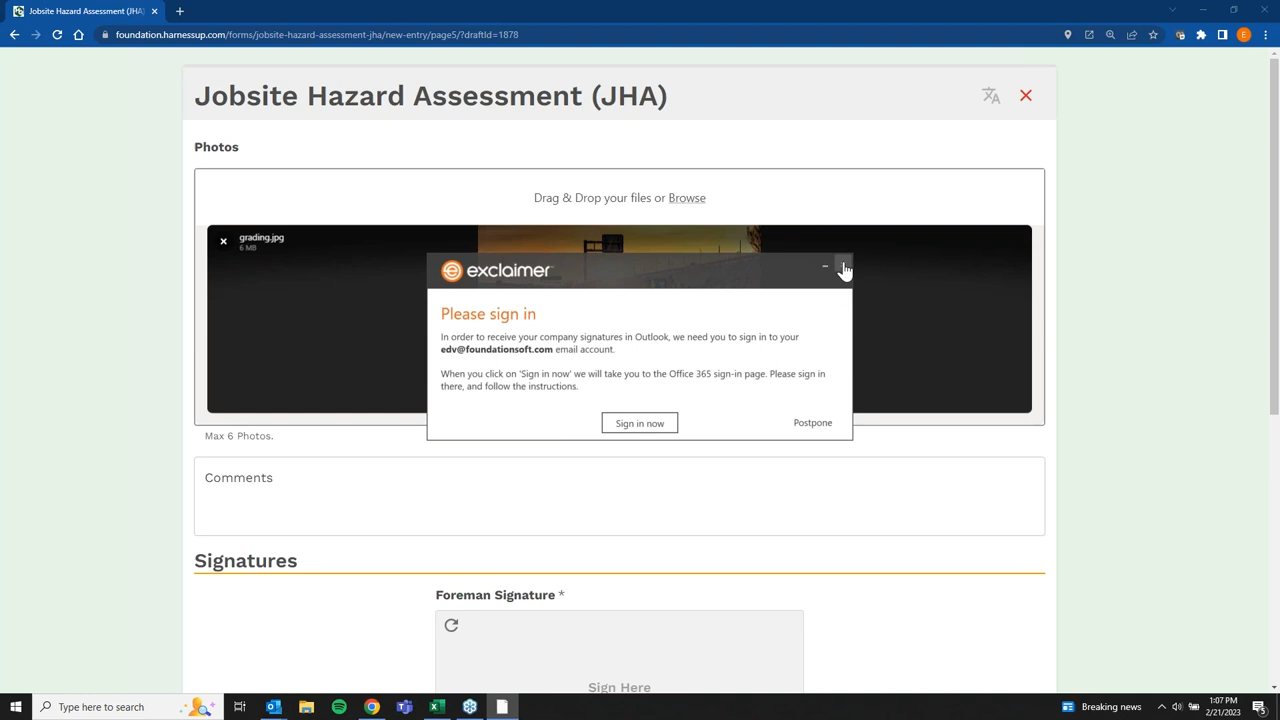 Jobsite Hazard Assessment (JHA)
foundation.harnessup.com/forms/jobsite-hazard-assessment-jha/new-entry/page5/?draftId=1878
E
Jobsite Hazard Assessment (JHA)
Photos
Drag & Drop your files or Browse
grading.jpg
6 MB
exclaimer
Please sign in
In order to receive your company signatures in Outlook, we need you to sign in to your
edv@foundationsoft.com email account.
When you click on 'Sign in now' we will take you to the Office 365 sign-in page. Please sign in
there, and follow the instructions.
Sign in now
Postpone
Max 6 Photos.
Comments
Signatures
Foreman Signature *
Sign Here
Type here to search
Breaking news
1:07 PM
2/21/2023
5